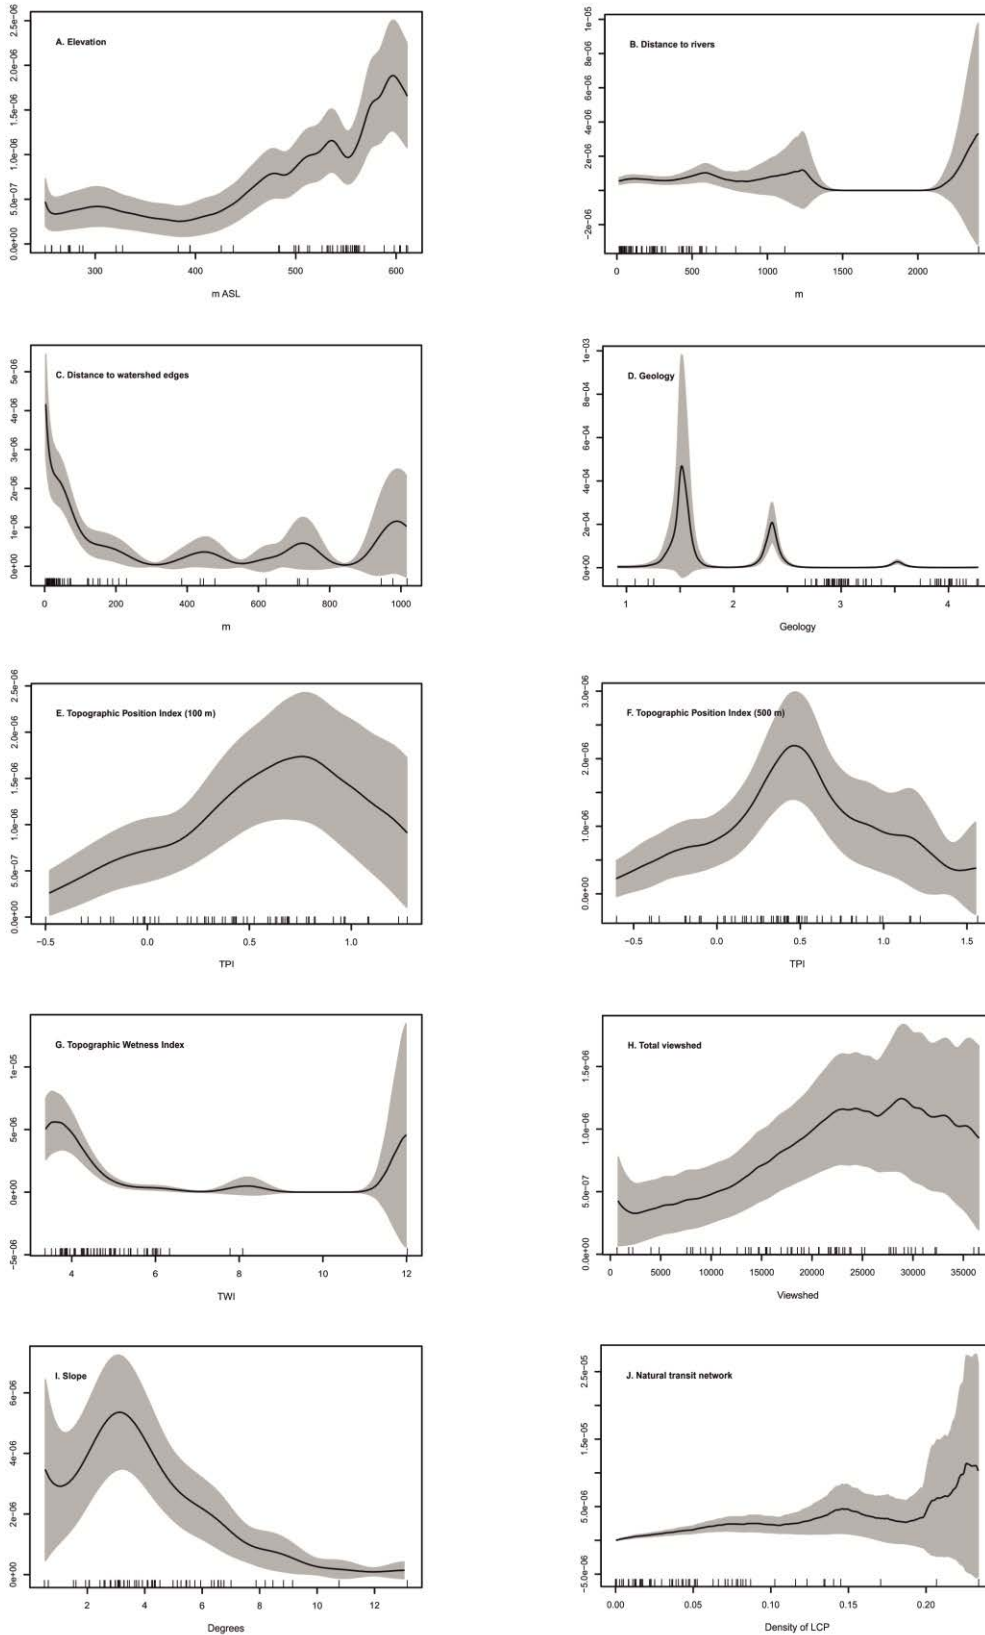 A. Elevation
0.0e+00 5.0e-07 1.0e-06 1.5e-06 2.0e-06 2.5e-06
300 400 500 600
m ASL
B. Distance to rivers
-2e-06 2e-06 4e-06 6e-06 8e-06 1e-05
0 500 1000 1500 2000
m
C. Distance to watershed edges
0e+00 1e-06 2e-06 3e-06 4e-06 5e-06
0 200 400 600 800 1000
m
D. Geology
0e+00 2e-04 4e-04 6e-04 8e-04 1e-03
1 2 3 4
Geology
E. Topographic Position Index (100 m)
0.0e+00 5.0e-07 1.0e-06 1.5e-06 2.0e-06 2.5e-06
-0.5 0.0 0.5 1.0
TPI
F. Topographic Position Index (500 m)
0.0e+00 1.0e-06 2.0e-06 3.0e-06
-0.5 0.0 0.5 1.0 1.5
TPI
G. Topographic Wetness Index
-5e-06 0e+00 5e-06 1e-05
4 6 8 10 12
TWI
H. Total viewshed
0.0e+00 5.0e-07 1.0e-06 1.5e-06
0 5000 10000 15000 20000 25000 30000 35000
Viewshed
I. Slope
0e+00 2e-06 4e-06 6e-06
2 4 6 8 10 12
Degrees
J. Natural transit network
-5.0e-06 5.0e-06 1.5e-05 2.5e-05
0.00 0.05 0.10 0.15 0.20
Density of LCP